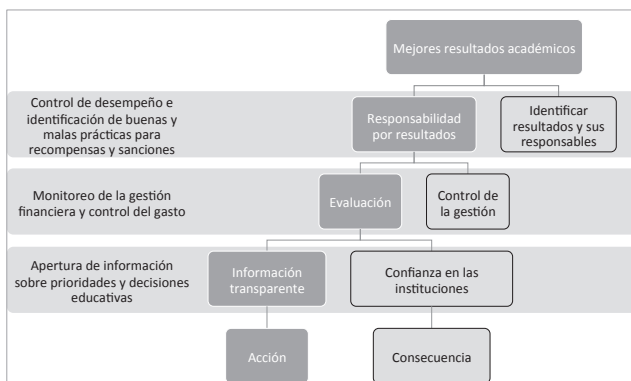 Mejores resultados académicos
Control de desempeño e
identificación de buenas y
malas prácticas para
recompensas y sanciones
Responsabilidad
por resultados
Identificar
resultados y sus
responsables
Monitoreo de la gestión
financiera y control del gasto
Evaluación
Control de
la gestión
Apertura de información
sobre prioridades y decisiones
educativas
Información
transparente
Confianza en las
instituciones
Acción
Consecuencia